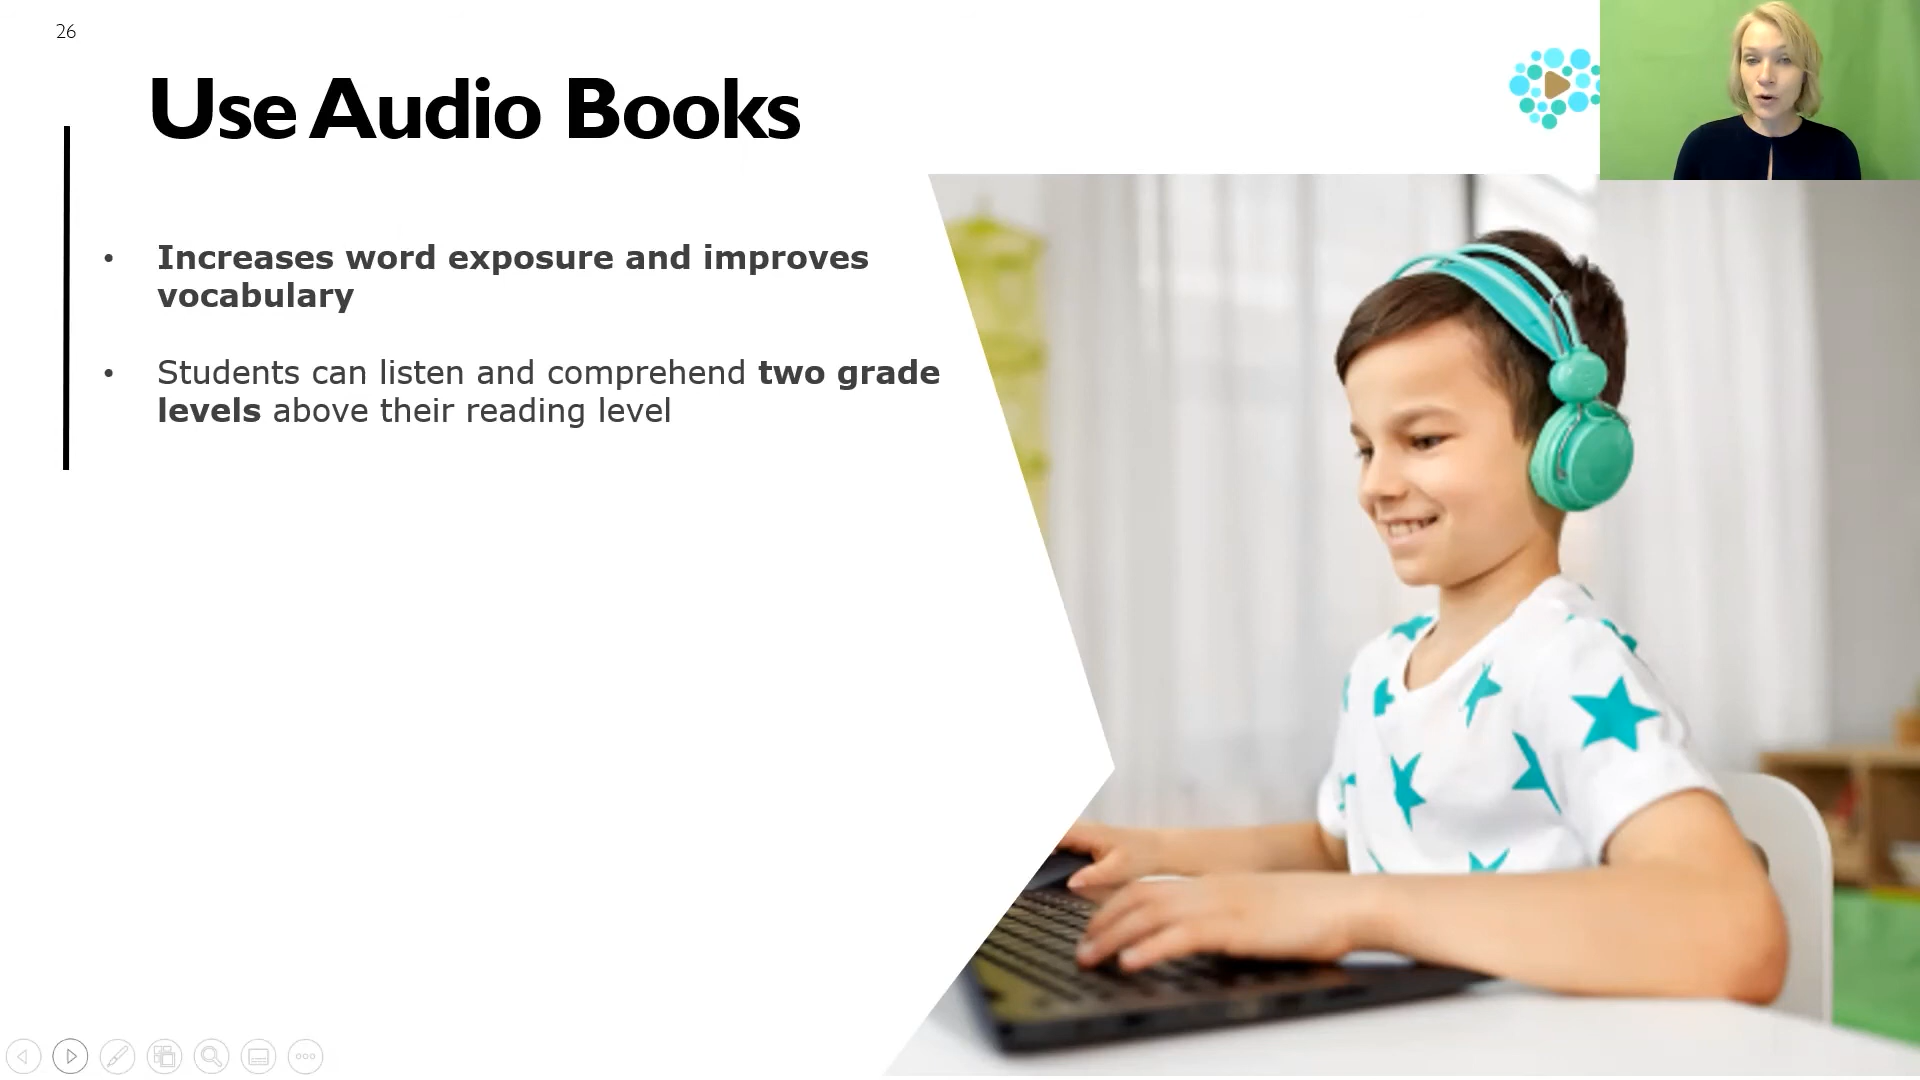 26
Use Audio Books
• Increases word exposure and improves
vocabulary
• Students can listen and comprehend two grade
levels above their reading level